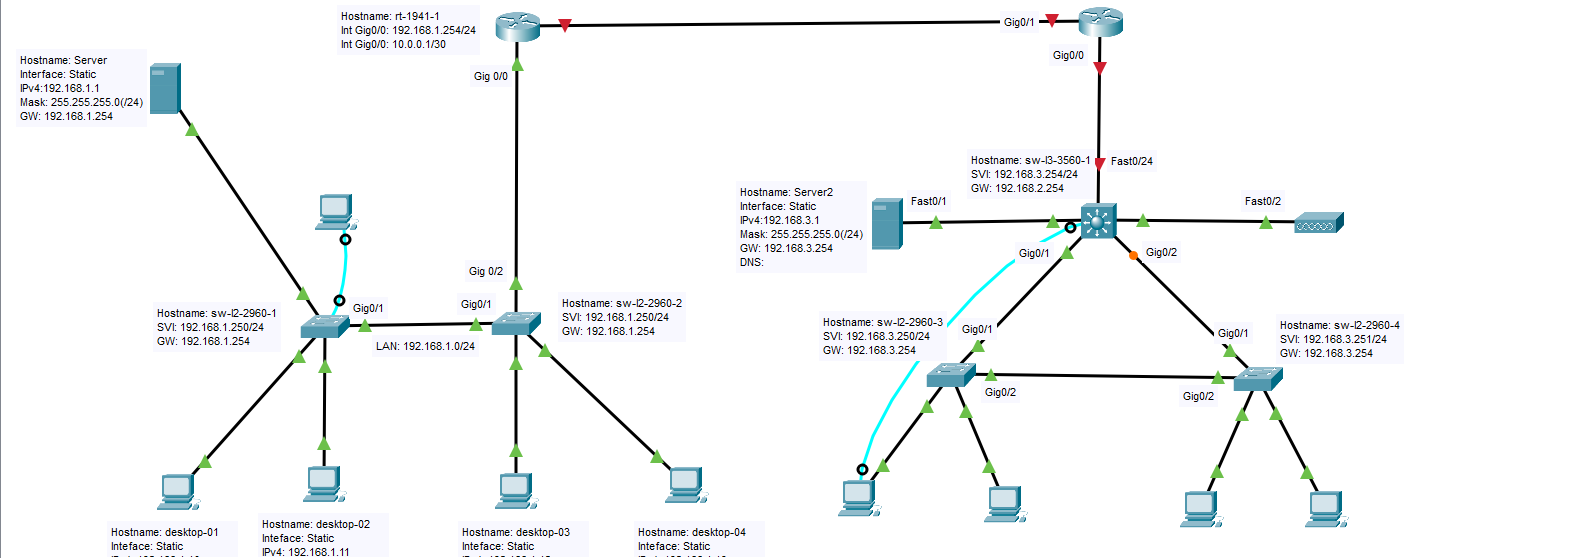 Hostname: rt-1941-1
Int Gig0/0: 192.168.1.254/24
Int Gig0/0: 10.0.0.1/30
Gig0/1
Gig0/0
Gig 0/0
Hostname: Server
Interface: Static
IPv4:192.168.1.1
Mask: 255.255.255.0(/24)
GW: 192.168.1.254
Hostname: sw-l3-3560-1
SVI: 192.168.3.254/24
GW: 192.168.2.254
Fast0/24
Hostname: Server2
Interface: Static
IPv4:192.168.3.1
Mask: 255.255.255.0(/24)
GW: 192.168.3.254
DNS:
Fast0/1
Fast0/2
Gig0/1
Gig0/2
Gig 0/2
Gig0/1
Gig0/1
Hostname: sw-l2-2960-1
SVI: 192.168.1.250/24
GW: 192.168.1.254
LAN: 192.168.1.0/24
Hostname: sw-l2-2960-2
SVI: 192.168.1.250/24
GW: 192.168.1.254
Hostname: sw-l2-2960-3
SVI: 192.168.3.250/24
GW: 192.168.3.254
Gig0/1
Gig0/1
Hostname: sw-l2-2960-4
SVI: 192.168.3.251/24
GW: 192.168.3.254
Gig0/2
Gig0/2
Hostname: desktop-01
Inteface: Static
Hostname: desktop-02
Inteface: Static
IPv4: 192.168.1.11
Hostname: desktop-03
Inteface: Static
Hostname: desktop-04
Inteface: Static